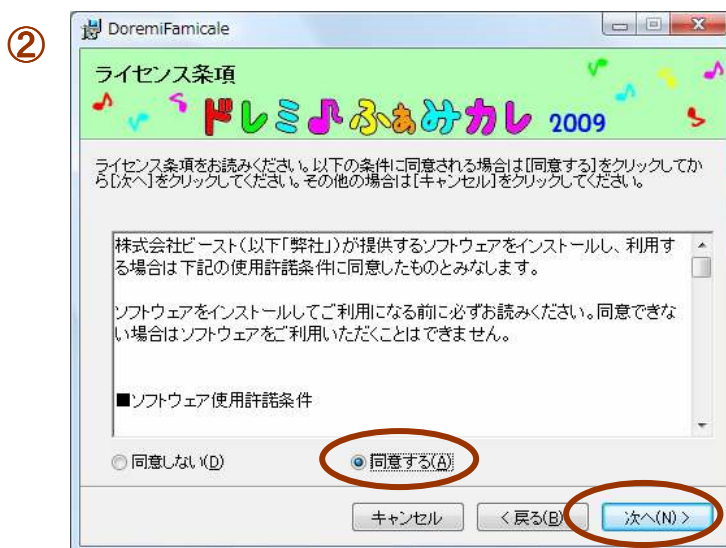 ②
DoremiFamicale
ライセンス条項
ドレミ♪ふぁみカレ 2009
ライセンス条項をお読みください。以下の条件に同意される場合は[同意する]をクリックしてか
ら[次へ]をクリックしてください。その他の場合は[キャンセル]をクリックしてください。
株式会社ビースト(以下「弊社」)が提供するソフトウェアをインストールし、利用す
る場合は下記の使用許諾条件に同意したものとみなします。
ソフトウェアをインストールしてご利用になる前に必ずお読みください。同意できな
い場合はソフトウェアをご利用いただくことはできません。
■ソフトウェア使用許諾条件
同意しない(D) 同意する(A)
キャンセル <戻る(B) 次へ(N)>